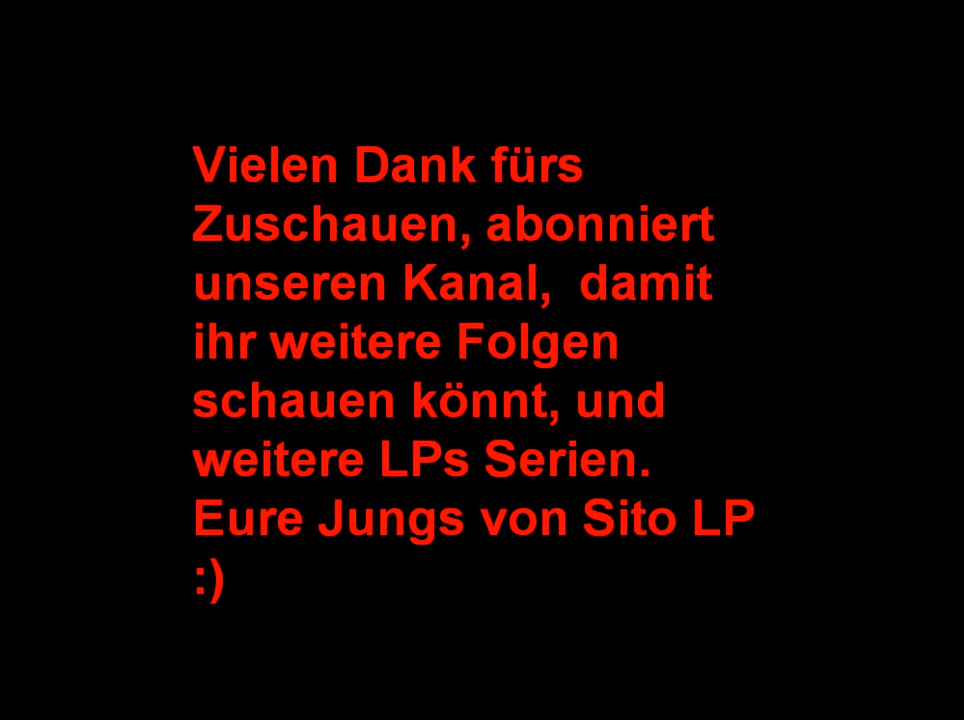 Vielen Dank fürs
Zuschauen, abonniert
unseren Kanal,  damit
ihr weitere Folgen
schauen könnt, und
weitere LPs Serien.
Eure Jungs von Sito LP
:)